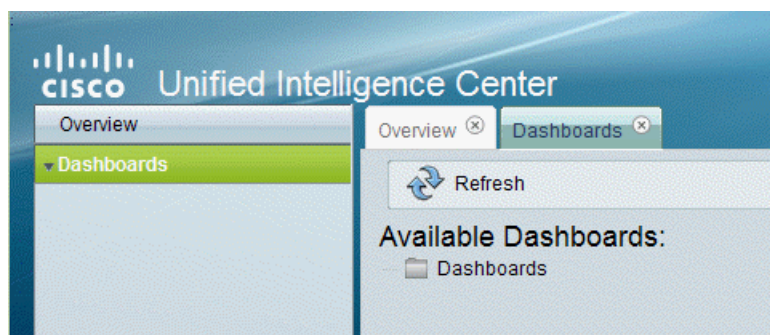 cisco Unified Intelligence Center
Overview
Dashboards
Overview
Dashboards
Refresh
Available Dashboards:
Dashboards